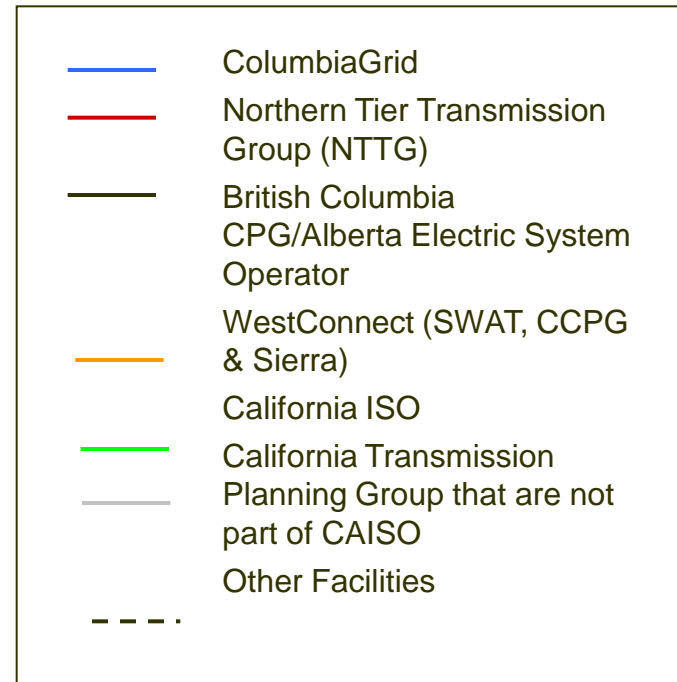 ColumbiaGrid
Northern Tier Transmission
Group (NTTG)
British Columbia
CPG/Alberta Electric System
Operator
WestConnect (SWAT, CCPG
& Sierra)
California ISO
California Transmission
Planning Group that are not
part of CAISO
Other Facilities